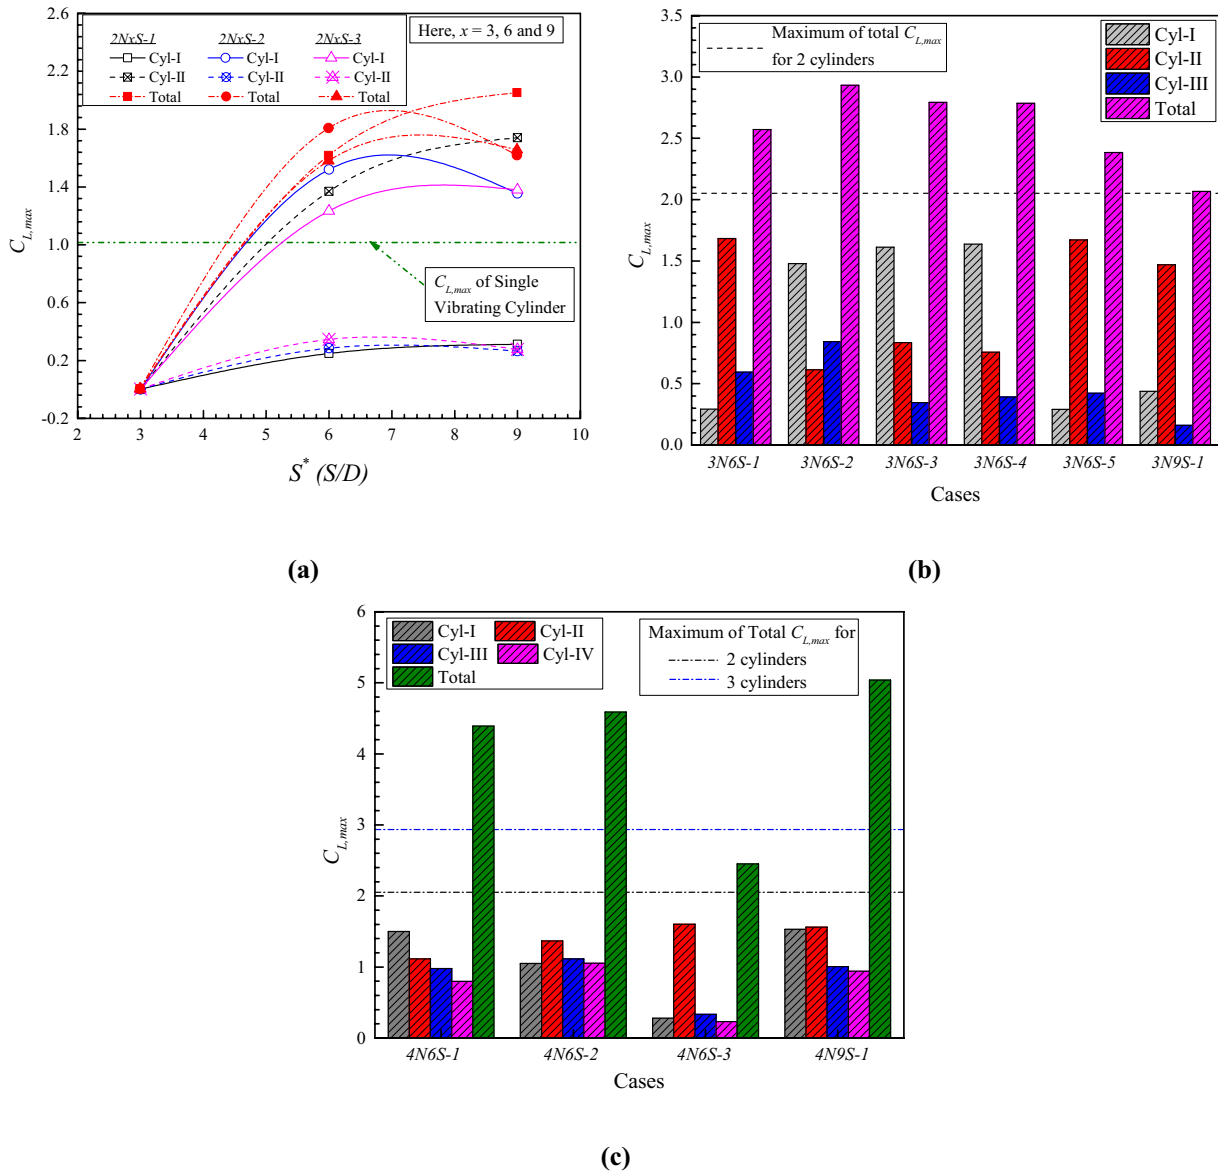 2.6
2.2
1.8
1.4
1.0
0.6
0.2
-0.2
C_{L,max}
2NxS-1 2NxS-2 2NxS-3
Cyl-I Cyl-I Cyl-I
Cyl-II Cyl-II Cyl-II
Total Total Total
Here, x = 3, 6 and 9
C_{L,max} of Single
Vibrating Cylinder
2 3 4 5 6 7 8 9 10
S^* (S/D)
(a)
3.5
3.0
2.5
2.0
1.5
1.0
0.5
0.0
C_{L,max}
Maximum of total C_{L,max}
for 2 cylinders
Cyl-I
Cyl-II
Cyl-III
Total
3N6S-1 3N6S-2 3N6S-3 3N6S-4 3N6S-5 3N9S-1
Cases
(b)
6
5
4
3
2
1
0
C_{L,max}
Cyl-I Cyl-II
Cyl-III Cyl-IV
Total
Maximum of Total C_{L,max} for
2 cylinders
3 cylinders
4N6S-1 4N6S-2 4N6S-3 4N9S-1
Cases
(c)